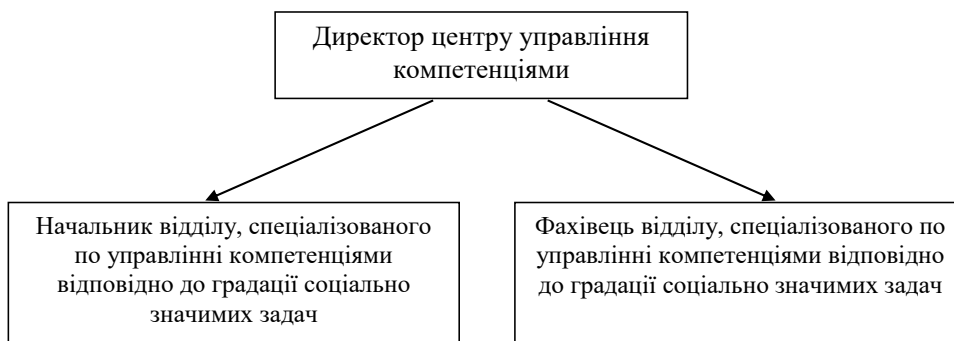 Директор центру управління
компетенціями
Начальник відділу, спеціалізованого
по управлінні компетенціями
відповідно до градації соціально
значимих задач
Фахівець відділу, спеціалізованого по
управлінні компетенціями відповідно
до градації соціально значимих задач